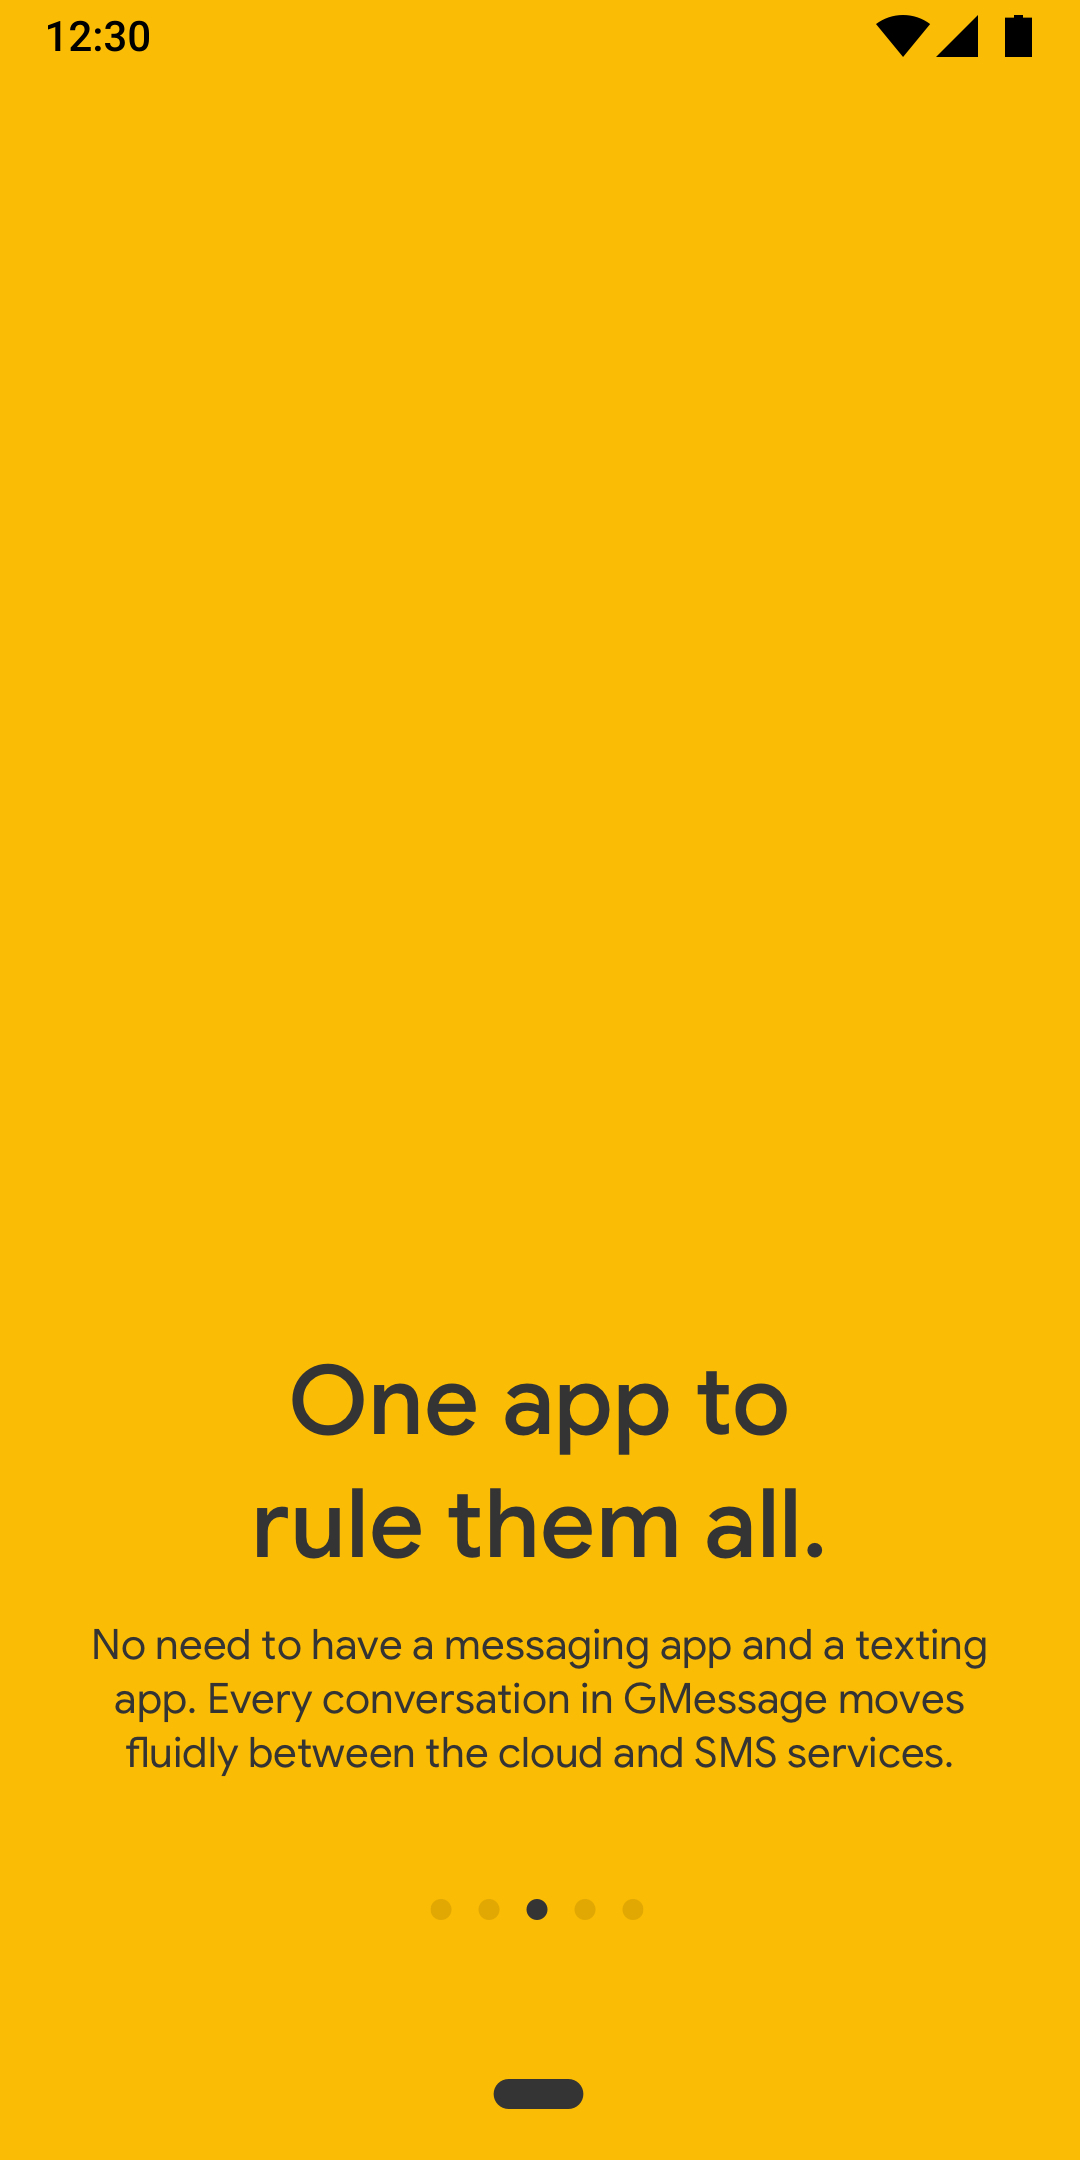 12:30
One app to
rule them all.
No need to have a messaging app and a texting
app. Every conversation in GMessage moves
fluidly between the cloud and SMS services.